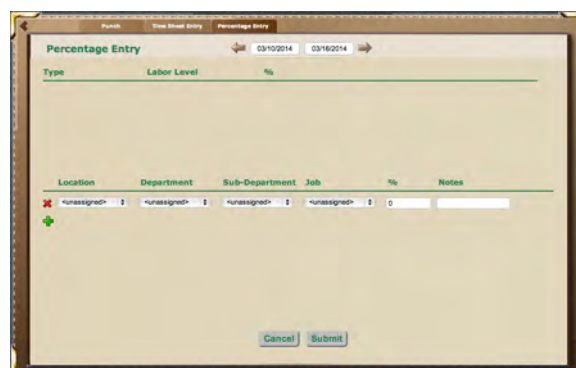 Punch Time Sheet Entry Percentage Entry
Percentage Entry 03/10/2014 03/16/2014
Type Labor Level %
Location Department Sub-Department Job % Notes
<unassigned> <unassigned> <unassigned> <unassigned> 0
Cancel Submit